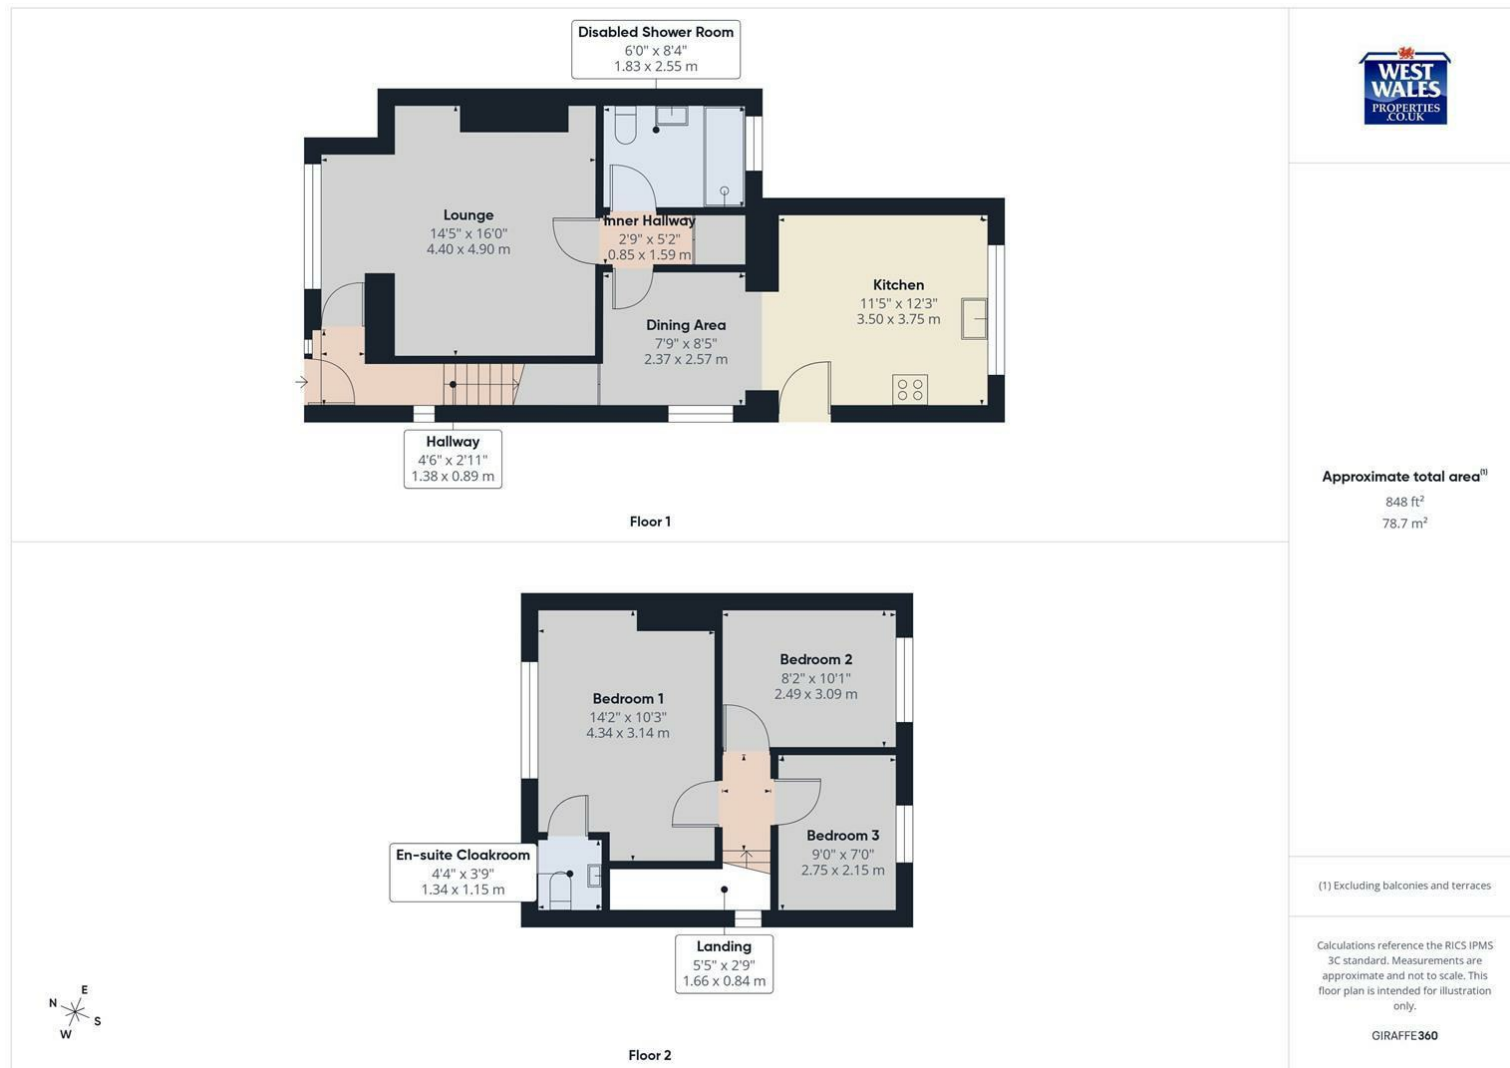 Disabled Shower Room
6'0" x 8'4"
1.83 x 2.55 m
Lounge
14'5" x 16'0"
4.40 x 4.90 m
Inner Hallway
2'9" x 5'2"
0.85 x 1.59 m
Kitchen
11'5" x 12'3"
3.50 x 3.75 m
Dining Area
7'9" x 8'5"
2.37 x 2.57 m
Hallway
4'6" x 2'11"
1.38 x 0.89 m
Floor 1
Bedroom 1
14'2" x 10'3"
4.34 x 3.14 m
Bedroom 2
8'2" x 10'1"
2.49 x 3.09 m
Bedroom 3
9'0" x 7'0"
2.75 x 2.15 m
En-suite Cloakroom
4'4" x 3'9"
1.34 x 1.15 m
Landing
5'5" x 2'9"
1.66 x 0.84 m
N
E
S
W
Floor 2
WEST
WALES
PROPERTIES
.CO.UK
Approximate total area(1)
848 ft²
78.7 m²
(1) Excluding balconies and terraces
Calculations reference the RICS IPMS
3C standard. Measurements are
approximate and not to scale. This
floor plan is intended for illustration
only.
GIRAFFE360